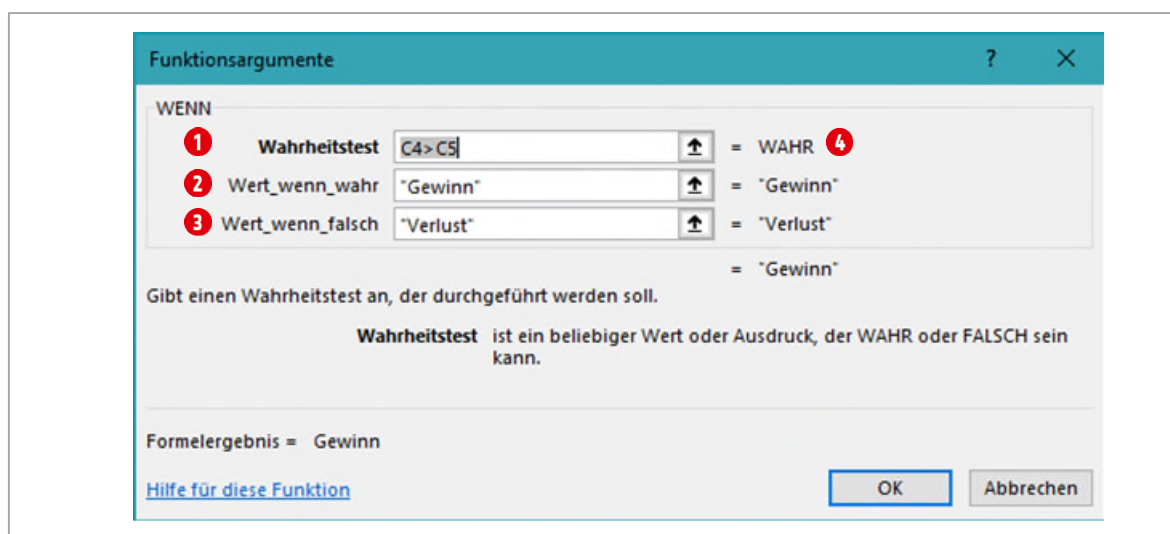 Funktionsargumente ? ×
WENN
1 Wahrheitstest C4>C5 = WAHR 4
2 Wert_wenn_wahr "Gewinn" = "Gewinn"
3 Wert_wenn_falsch "Verlust" = "Verlust"
= "Gewinn"
Gibt einen Wahrheitstest an, der durchgeführt werden soll.
Wahrheitstest ist ein beliebiger Wert oder Ausdruck, der WAHR oder FALSCH sein
kann.
Formelergebnis = Gewinn
Hilfe für diese Funktion OK Abbrechen